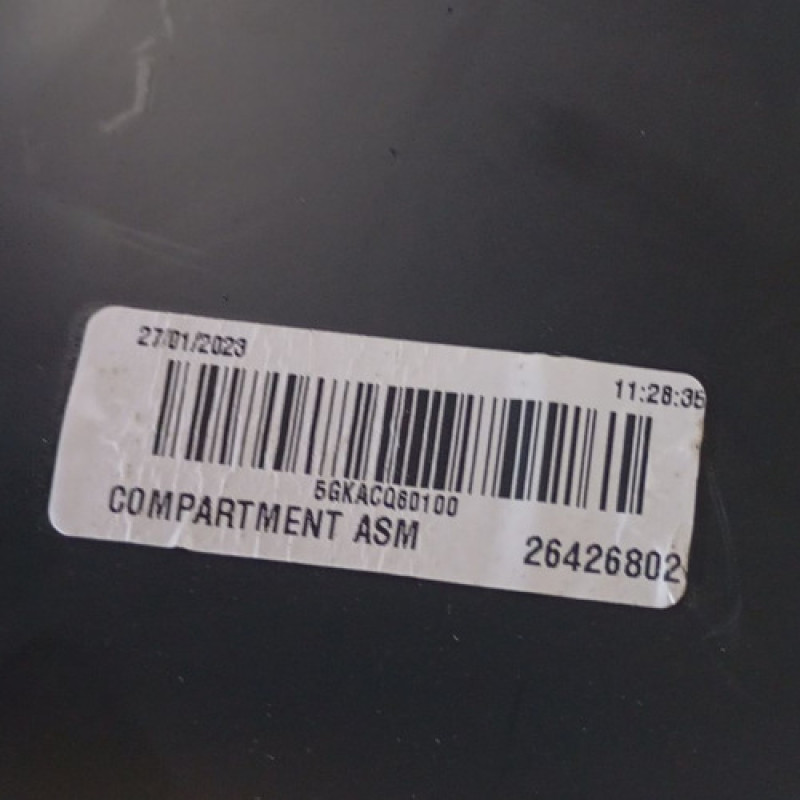 27/01/2023
11:28:35
5GKACQ60100
COMPARTMENT ASM
26426802